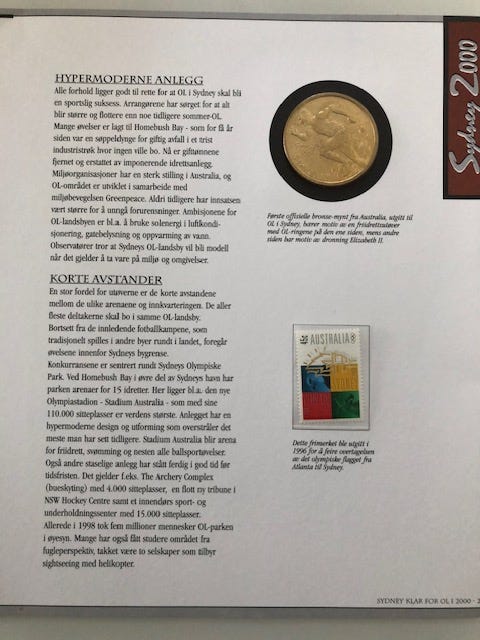 HYPERMODERNE ANLEGG
Alle forhold ligger godt til rette for at OL i Sydney skal bli
en sportslig suksess. Arrangørene har sørget for at alt
blir større og flottere enn noe tidligere sommer-OL.
Mange øvelser er lagt til Homebush Bay - som for få år
siden var en søppeldynge for giftig avfall i et trist
industristrøk hvor ingen ville bo. Nå er gifttønnene
fjernet og erstattet av imponerende idrettsanlegg.
Miljøorganisasjoner har en sterk stilling i Australia, og
OL-området er utviklet i samarbeide med
miljøbevegelsen Greenpeace. Aldri tidligere har innsatsen
vært større for å unngå forurensninger. Ambisjonene for
OL-landsbyen er bl.a. å bruke solenergi i luftkondi-
sjonering, gatebelysning og oppvarming av vann.
Observatører tror at Sydneys OL-landsby vil bli modell
når det gjelder å ta vare på miljø og omgivelser.
KORTE AVSTANDER
En stor fordel for utøverne er de korte avstandene
mellom de ulike arenaene og innkvarteringen. De aller
fleste deltakerne skal bo i samme OL-landsby.
Bortsett fra de innledende fotballkampene, som
tradisjonelt spilles i andre byer rundt i landet, foregår
øvelsene innenfor Sydneys bygrense.
Konkurransene er sentrert rundt Sydneys Olympiske
Park. Ved Homebush Bay i øvre del av Sydneys havn har
parken arenaer for 15 idretter. Her ligger bl.a. den nye
Olympiastadion - Stadium Australia - som med sine
110.000 sitteplasser er verdens største. Anlegget har en
hypermoderne design og utforming som overstråler det
meste man har sett tidligere. Stadium Australia blir arena
for friidrett, svømming og nesten alle ballsportøvelser.
Også andre staselige anlegg har stått ferdig i god tid før
tidsfristen. Det gjelder f.eks. The Archery Complex
(bueskyting) med 4.000 sitteplasser, en flott ny tribune i
NSW Hockey Centre samt et innendørs sport- og
underholdningssenter med 15.000 sitteplasser.
Allerede i 1998 tok fem millioner mennesker OL-parken
i øyesyn. Mange har også fått studere området fra
fugleperspektiv, takket være to selskaper som tilbyr
sightseeing med helikopter.
Sydney 2000
Første offisielle bronse-mynt fra Australia, utgitt til
OL i Sydney, bærer motiv av en friidrettsutøver
med OL-ringene på den ene siden, mens andre
siden har motiv av dronning Elizabeth II.
AUSTRALIA
Dette frimerket ble utgitt i
1996 for å feire overtagelsen
av det olympiske flagget fra
Atlanta til Sydney.
SYDNEY KLAR FOR OL I 2000 - 2